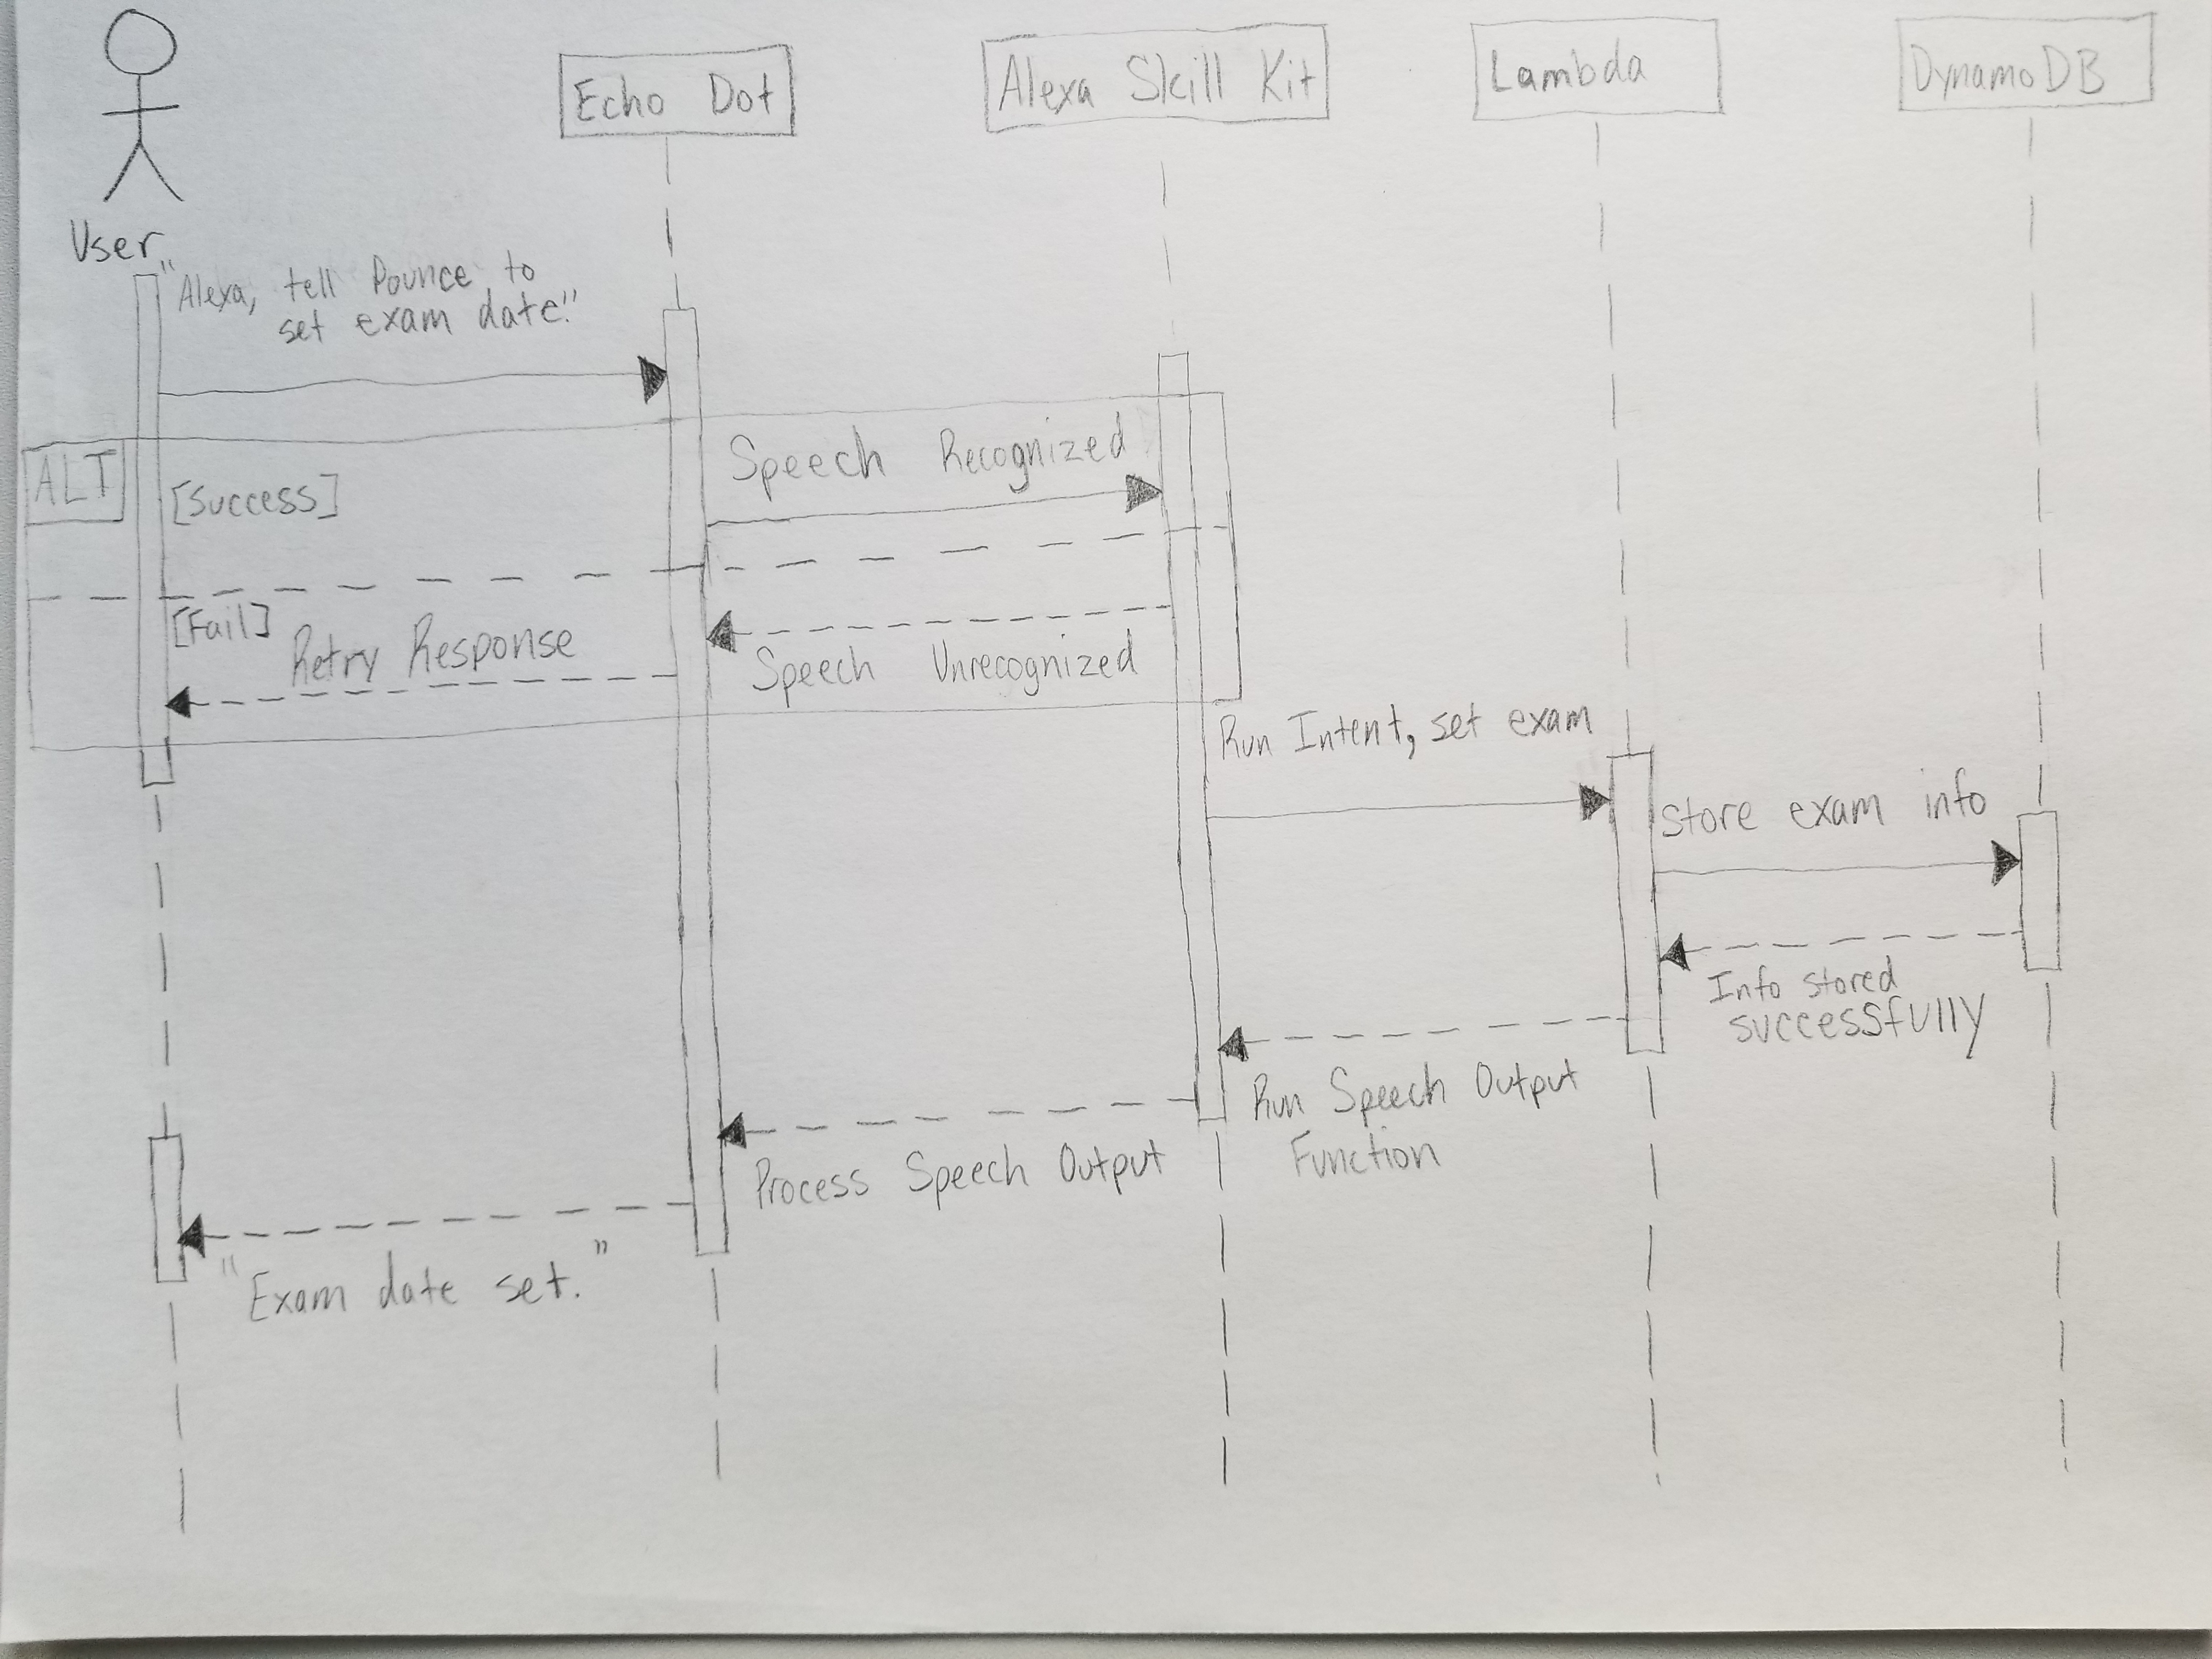 Echo Dot
Alexa Skill Kit
Lambda
DynamoDB
User
"Alexa, tell Pounce to
set exam date."
ALT
[Success]
Speech Recognized
[Fail]
Retry Response
Speech Unrecognized
Run Intent, set exam
store exam info
Info stored
successfully
Run Speech Output
Function
Process Speech Output
"Exam date set."